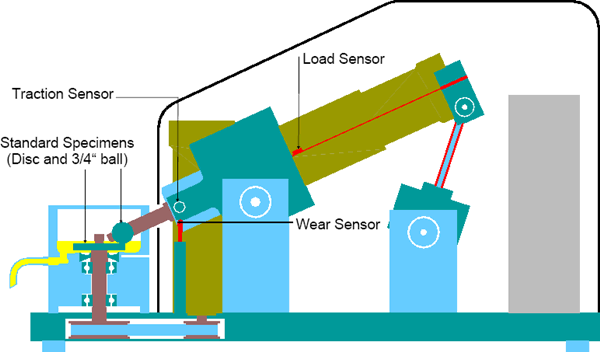 Load Sensor
Traction Sensor
Standard Specimens
(Disc and 3/4“ ball)
Wear Sensor